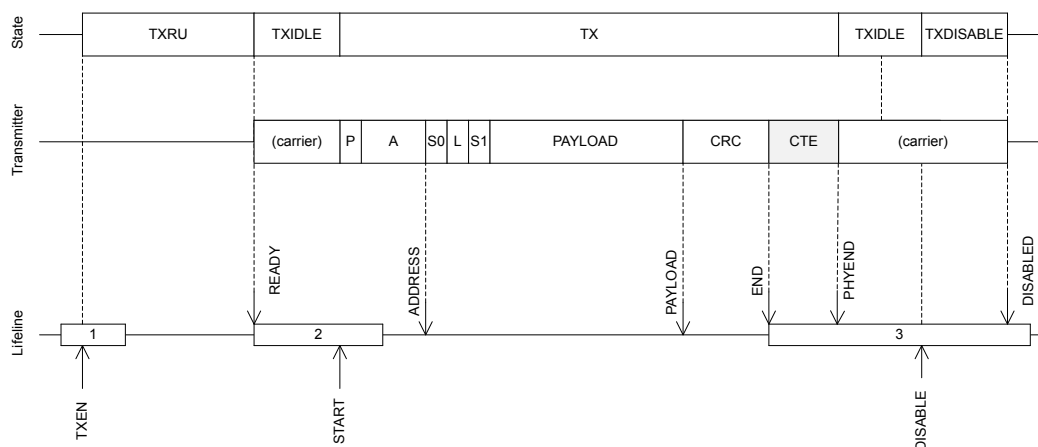 State
TXRU TXIDLE TX TXIDLE TXDISABLE
Transmitter
(carrier) P A S0 L S1 PAYLOAD CRC CTE (carrier)
READY
ADDRESS
PAYLOAD
END
PHYEND
DISABLED
Lifeline
1 2 3
TXEN
START
DISABLE